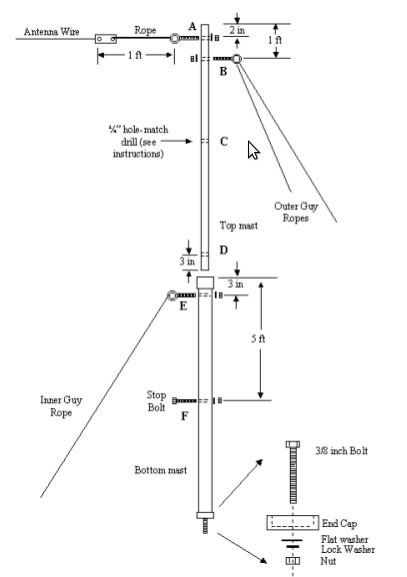 Antenna Wire
Rope
A
2 in
1 ft
1 ft
B
¼" hole-match
drill (see
instructions)
C
Outer Guy
Ropes
Top mast
D
3 in
3 in
E
5 ft
Inner Guy
Rope
Stop
Bolt
F
Bottom mast
3/8 inch Bolt
End Cap
Flat washer
Lock Washer
Nut